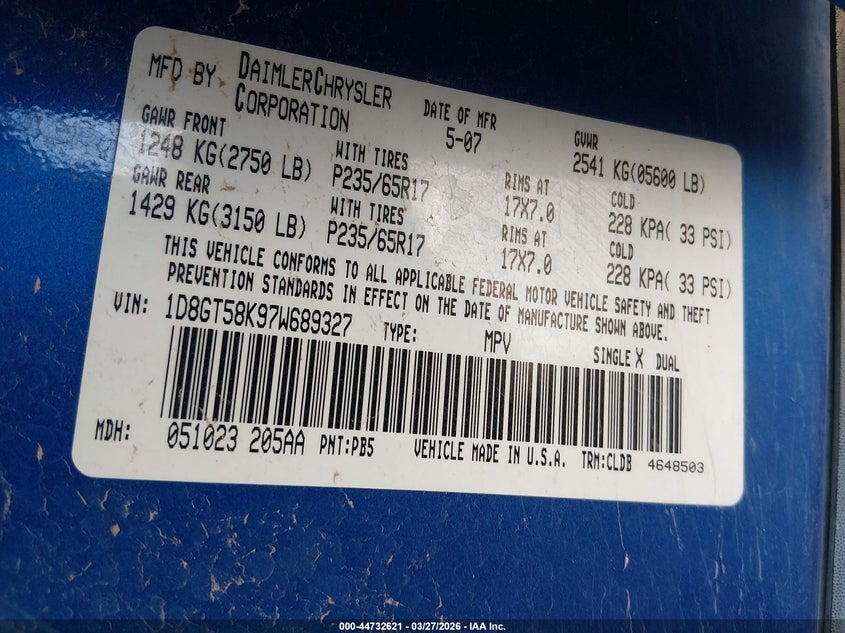 MFD BY DAIMLERCHRYSLER CORPORATION DATE OF MFR 5-07 GVWR 2541 KG(05600 LB)
GAWR FRONT WITH TIRES RIMS AT COLD
1248 KG(2750 LB) P235/65R17 17X7.0 228 KPA( 33 PSI)
GAWR REAR WITH TIRES RIMS AT COLD
1429 KG(3150 LB) P235/65R17 17X7.0 228 KPA( 33 PSI)
THIS VEHICLE CONFORMS TO ALL APPLICABLE FEDERAL MOTOR VEHICLE SAFETY AND THEFT
PREVENTION STANDARDS IN EFFECT ON THE DATE OF MANUFACTURE SHOWN ABOVE.
VIN: 1D8GT58K97W689327 TYPE: MPV SINGLE X DUAL
MDH: 051023 205AA PNT:PB5 VEHICLE MADE IN U.S.A. TRM:CLDB 4648503
000-44732621 - 03/27/2026 - IAA Inc.